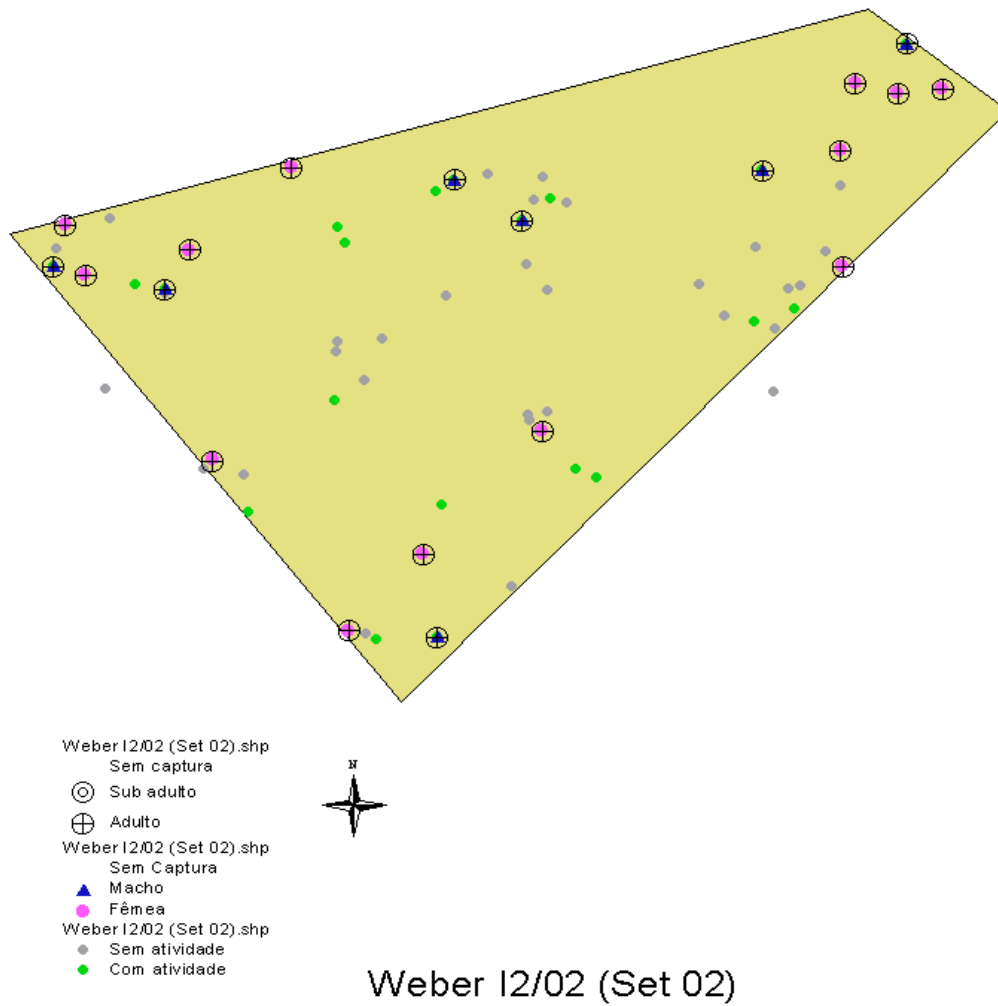 Weber I2/02 (Set 02).shp
Sem captura
Sub adulto
Adulto
Weber I2/02 (Set 02).shp
Sem Captura
Macho
Fêmea
Weber I2/02 (Set 02).shp
Sem atividade
Com atividade
N
Weber I2/02 (Set 02)